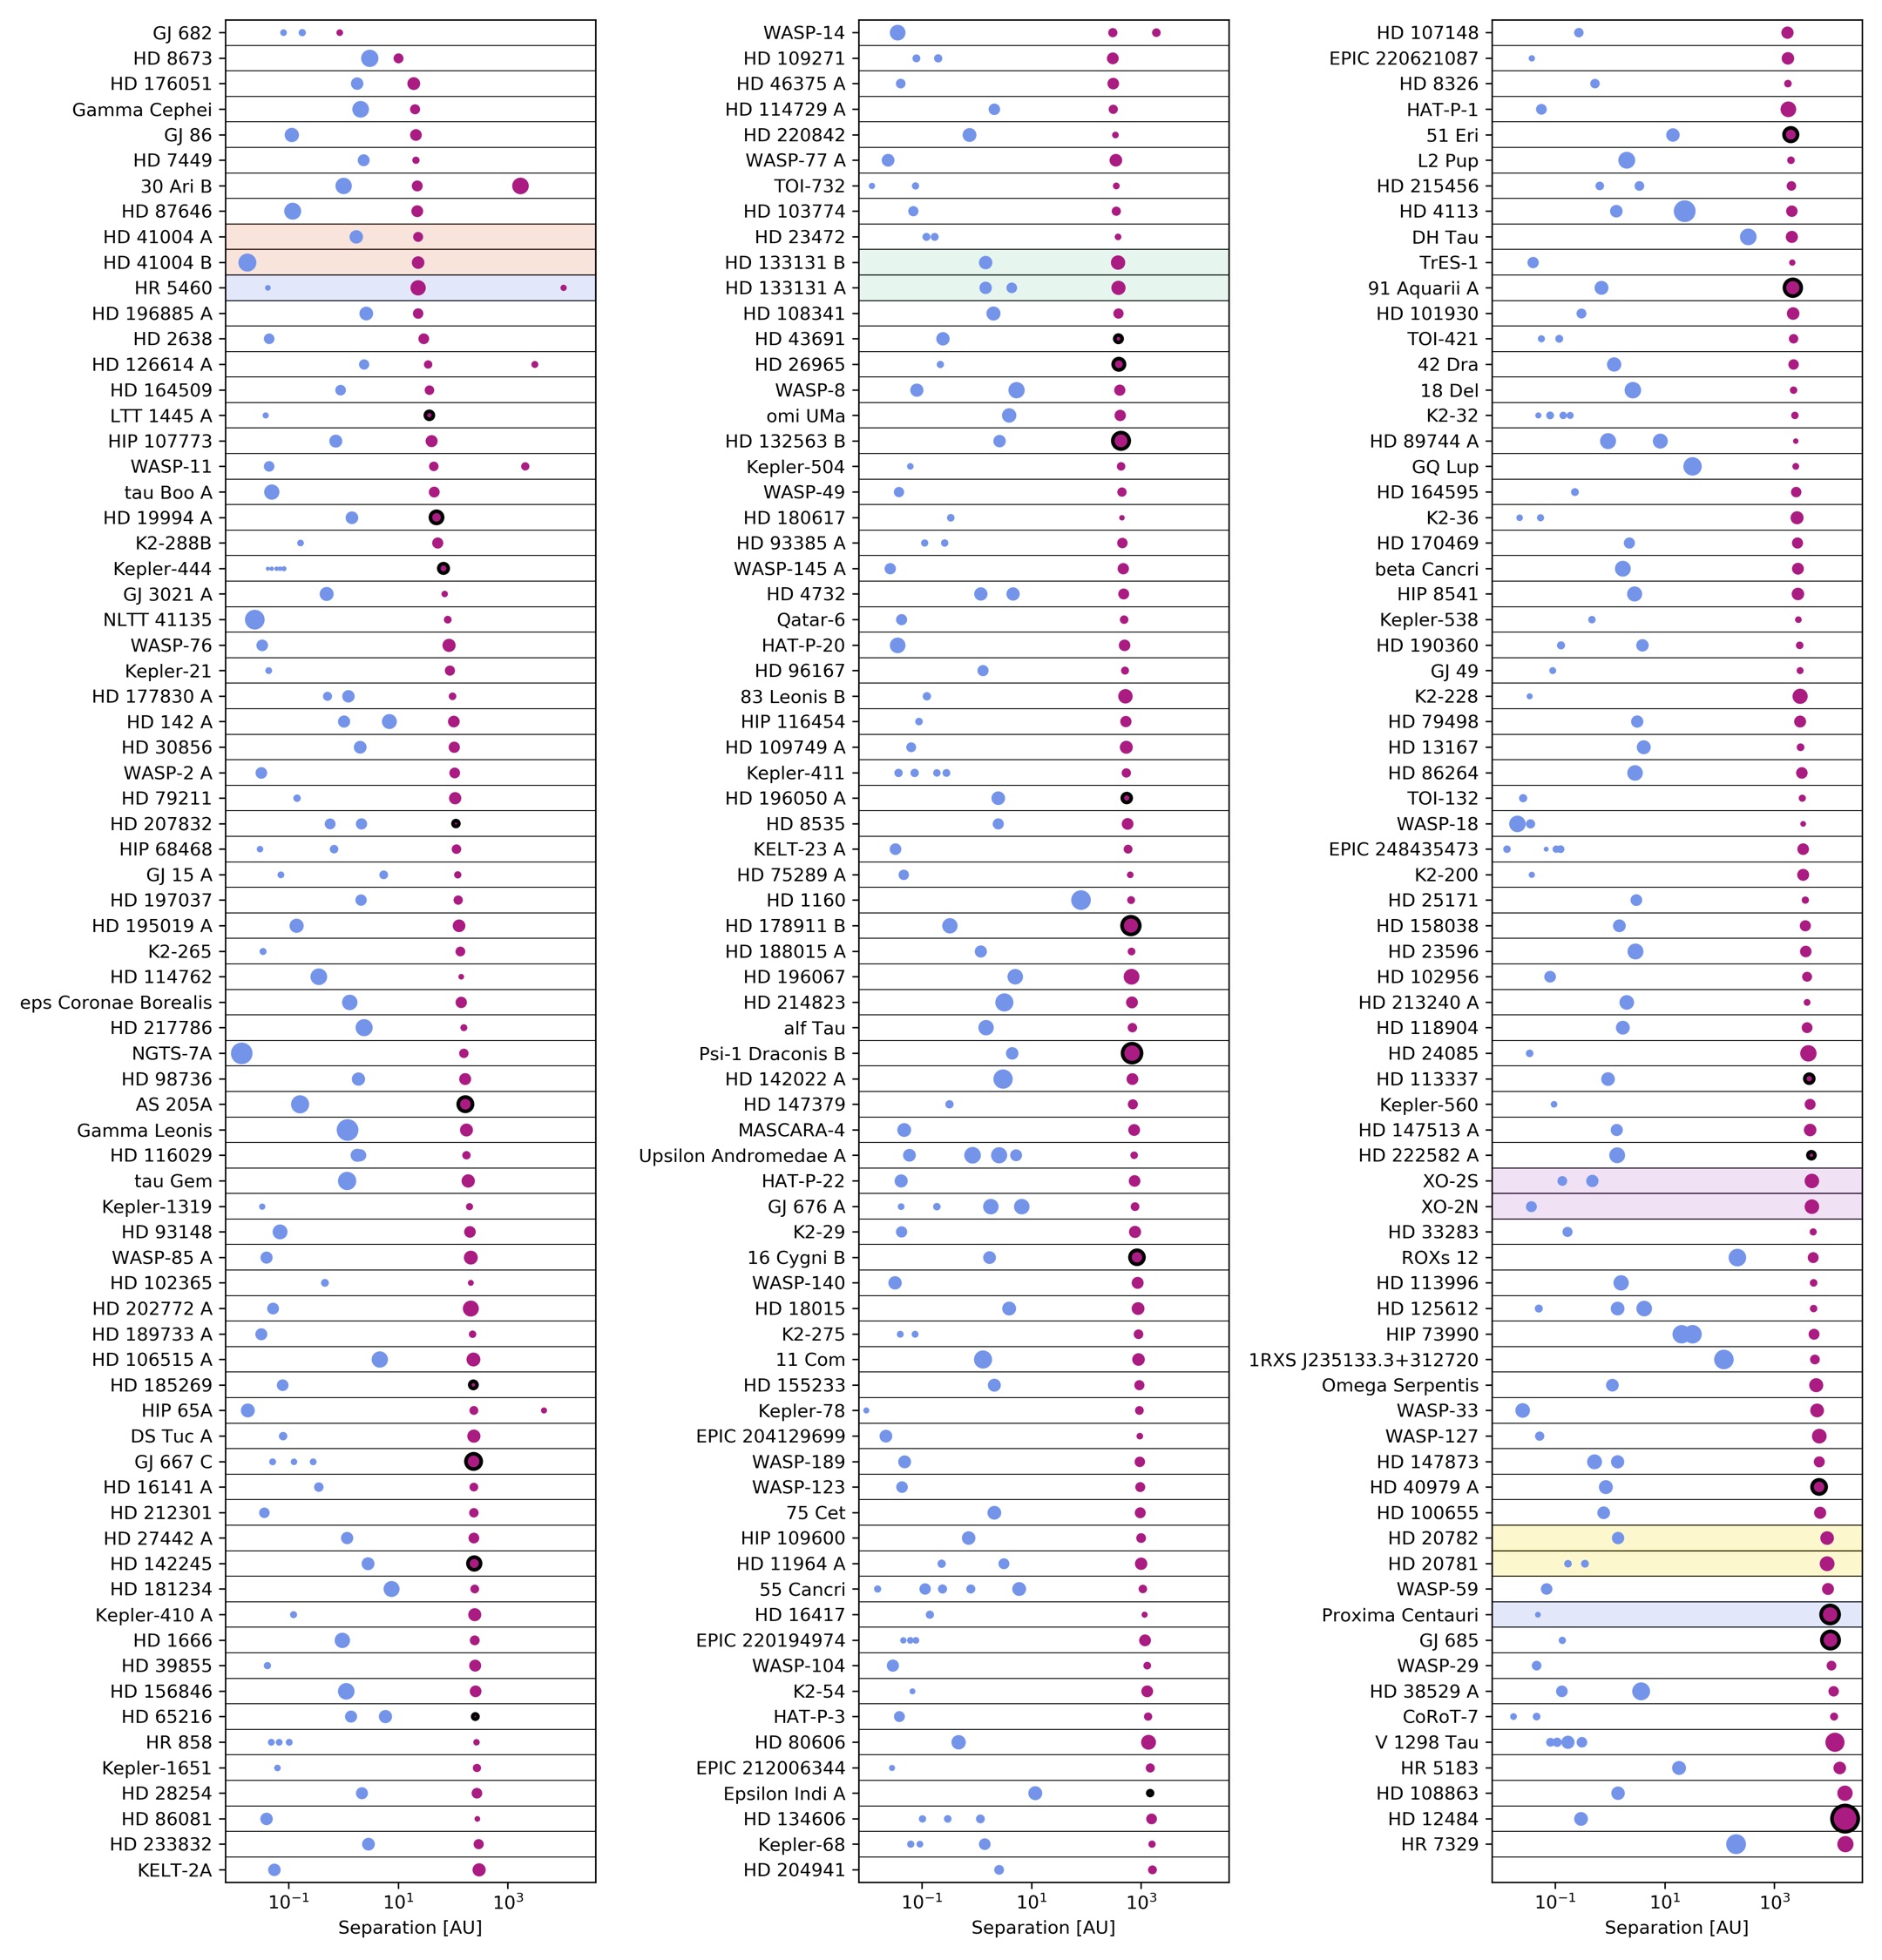 GJ 682
HD 8673
HD 176051
Gamma Cephei
GJ 86
HD 7449
30 Ari B
HD 87646
HD 41004 A
HD 41004 B
HR 5460
HD 196885 A
HD 2638
HD 126614 A
HD 164509
LTT 1445 A
HIP 107773
WASP-11
tau Boo A
HD 19994 A
K2-288B
Kepler-444
GJ 3021 A
NLTT 41135
WASP-76
Kepler-21
HD 177830 A
HD 142 A
HD 30856
WASP-2 A
HD 79211
HD 207832
HIP 68468
GJ 15 A
HD 197037
HD 195019 A
K2-265
HD 114762
eps Coronae Borealis
HD 217786
NGTS-7A
HD 98736
AS 205A
Gamma Leonis
HD 116029
tau Gem
Kepler-1319
HD 93148
WASP-85 A
HD 102365
HD 202772 A
HD 189733 A
HD 106515 A
HD 185269
HIP 65A
DS Tuc A
GJ 667 C
HD 16141 A
HD 212301
HD 27442 A
HD 142245
HD 181234
Kepler-410 A
HD 1666
HD 39855
HD 156846
HD 65216
HR 858
Kepler-1651
HD 28254
HD 86081
HD 233832
KELT-2A
10⁻¹ 10¹ 10³
Separation [AU]
WASP-14
HD 109271
HD 46375 A
HD 114729 A
HD 220842
WASP-77 A
TOI-732
HD 103774
HD 23472
HD 133131 B
HD 133131 A
HD 108341
HD 43691
HD 26965
WASP-8
omi UMa
HD 132563 B
Kepler-504
WASP-49
HD 180617
HD 93385 A
WASP-145 A
HD 4732
Qatar-6
HAT-P-20
HD 96167
83 Leonis B
HIP 116454
HD 109749 A
Kepler-411
HD 196050 A
HD 8535
KELT-23 A
HD 75289 A
HD 1160
HD 178911 B
HD 188015 A
HD 196067
HD 214823
alf Tau
Psi-1 Draconis B
HD 142022 A
HD 147379
MASCARA-4
Upsilon Andromedae A
HAT-P-22
GJ 676 A
K2-29
16 Cygni B
WASP-140
HD 18015
K2-275
11 Com
HD 155233
Kepler-78
EPIC 204129699
WASP-189
WASP-123
75 Cet
HIP 109600
HD 11964 A
55 Cancri
HD 16417
EPIC 220194974
WASP-104
K2-54
HAT-P-3
HD 80606
EPIC 212006344
Epsilon Indi A
HD 134606
Kepler-68
HD 204941
10⁻¹ 10¹ 10³
Separation [AU]
HD 107148
EPIC 220621087
HD 8326
HAT-P-1
51 Eri
L2 Pup
HD 215456
HD 4113
DH Tau
TrES-1
91 Aquarii A
HD 101930
TOI-421
42 Dra
18 Del
K2-32
HD 89744 A
GQ Lup
HD 164595
K2-36
HD 170469
beta Cancri
HIP 8541
Kepler-538
HD 190360
GJ 49
K2-228
HD 79498
HD 13167
HD 86264
TOI-132
WASP-18
EPIC 248435473
K2-200
HD 25171
HD 158038
HD 23596
HD 102956
HD 213240 A
HD 118904
HD 24085
HD 113337
Kepler-560
HD 147513 A
HD 222582 A
XO-2S
XO-2N
HD 33283
ROXs 12
HD 113996
HD 125612
HIP 73990
1RXS J235133.3+312720
Omega Serpentis
WASP-33
WASP-127
HD 147873
HD 40979 A
HD 100655
HD 20782
HD 20781
WASP-59
Proxima Centauri
GJ 685
WASP-29
HD 38529 A
CoRoT-7
V 1298 Tau
HR 5183
HD 108863
HD 12484
HR 7329
10⁻¹ 10¹ 10³
Separation [AU]